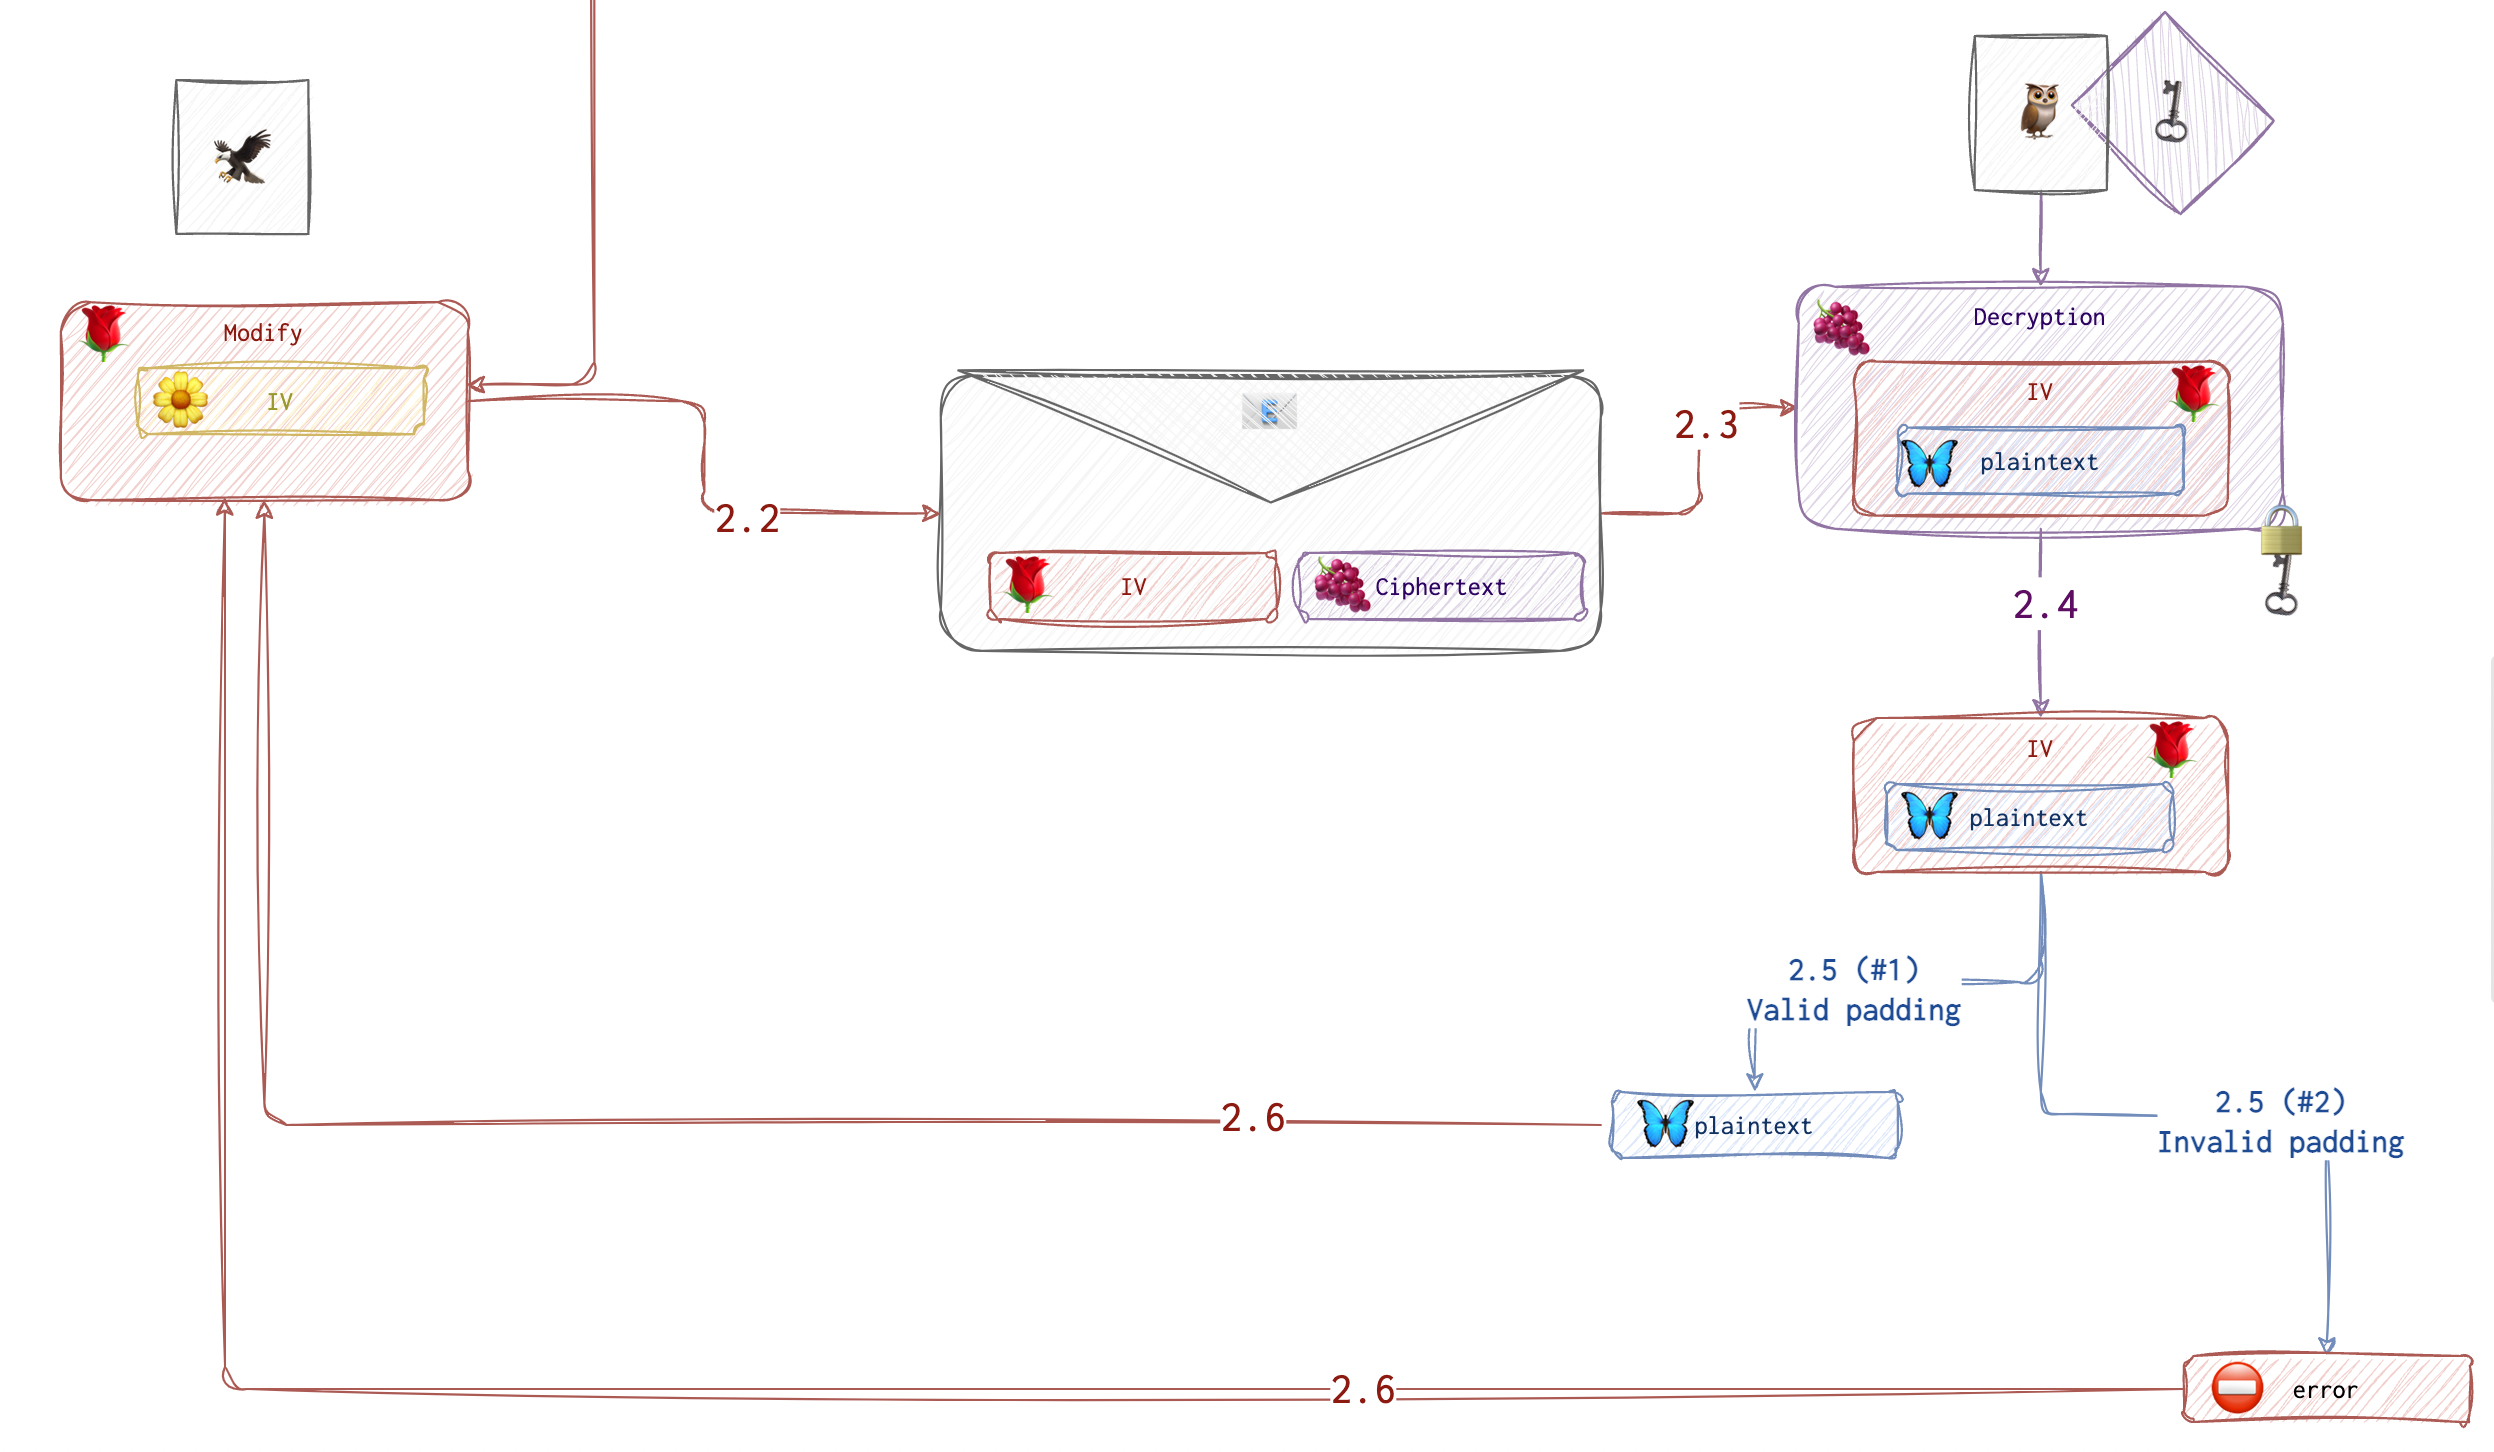 Modify
IV
2.2
IV
Ciphertext
2.3
Decryption
IV
plaintext
2.4
IV
plaintext
2.5 (#1)
Valid padding
plaintext
2.6
2.5 (#2)
Invalid padding
error
2.6